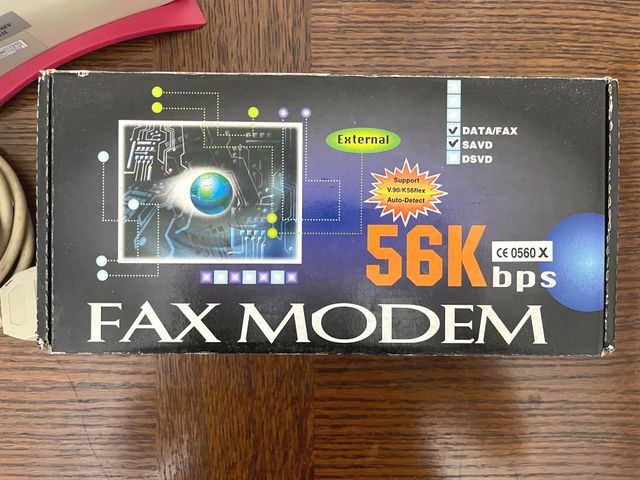 External
DATA/FAX
SAVD
DSVD
Support
V.90/K56flex
Auto-Detect
56K bps
CE 0560 X
FAX MODEM